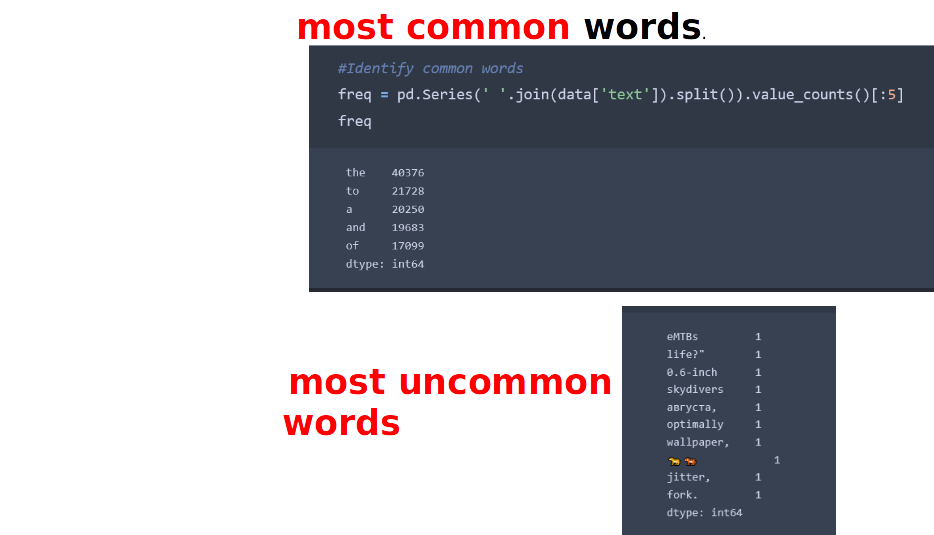 most common words.
#Identify common words
freq = pd.Series(' '.join(data['text']).split()).value_counts()[:5]
freq
the 40376
to 21728
a 20250
and 19683
of 17099
dtype: int64
most uncommon
words
eMTBs 1
life?" 1
0.6-inch 1
skydivers 1
августа, 1
optimally 1
wallpaper, 1
🐅🐅 1
jitter, 1
fork. 1
dtype: int64